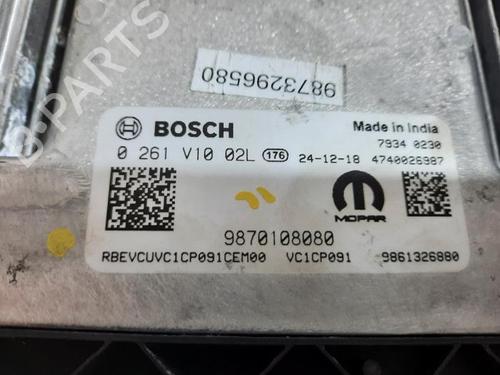 9873296580
BOSCH
Made in India
7934 0230
0 261 V10 02L 176 24-12-18 4740026987
MOPAR
9870108080
RBEVCUVC1CP091CEM00 VC1CP091 9861326880
B-PARTS